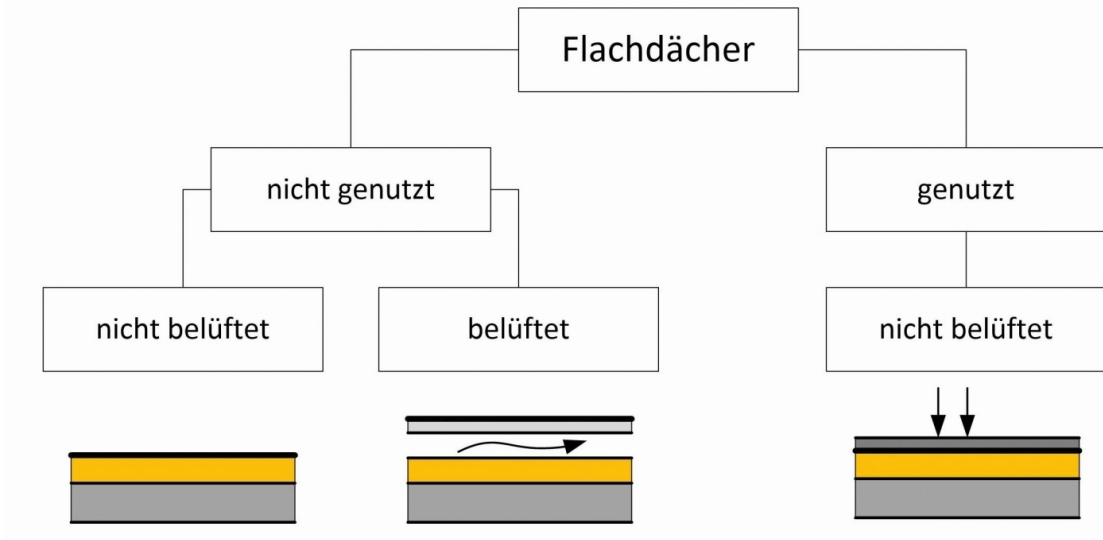 Flachdächer
nicht genutzt
genutzt
nicht belüftet
belüftet
nicht belüftet